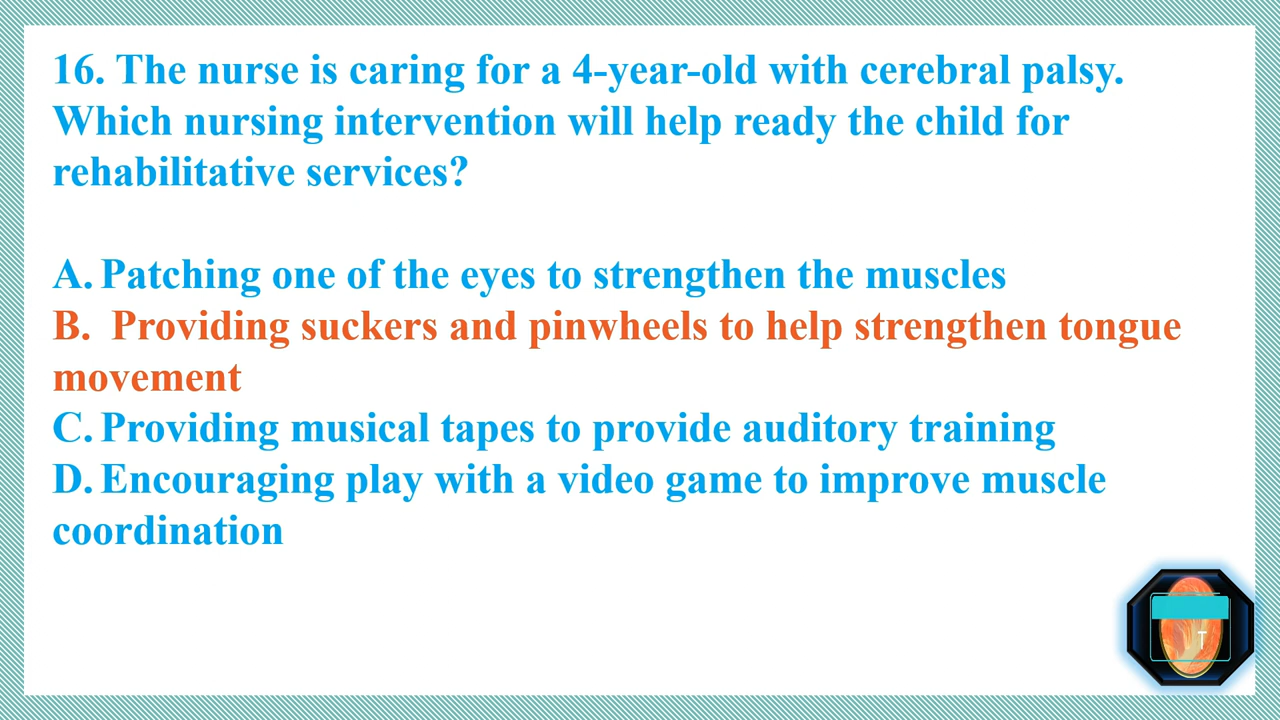 16. The nurse is caring for a 4-year-old with cerebral palsy.
Which nursing intervention will help ready the child for
rehabilitative services?
A. Patching one of the eyes to strengthen the muscles
B. Providing suckers and pinwheels to help strengthen tongue
movement
C. Providing musical tapes to provide auditory training
D. Encouraging play with a video game to improve muscle
coordination
T